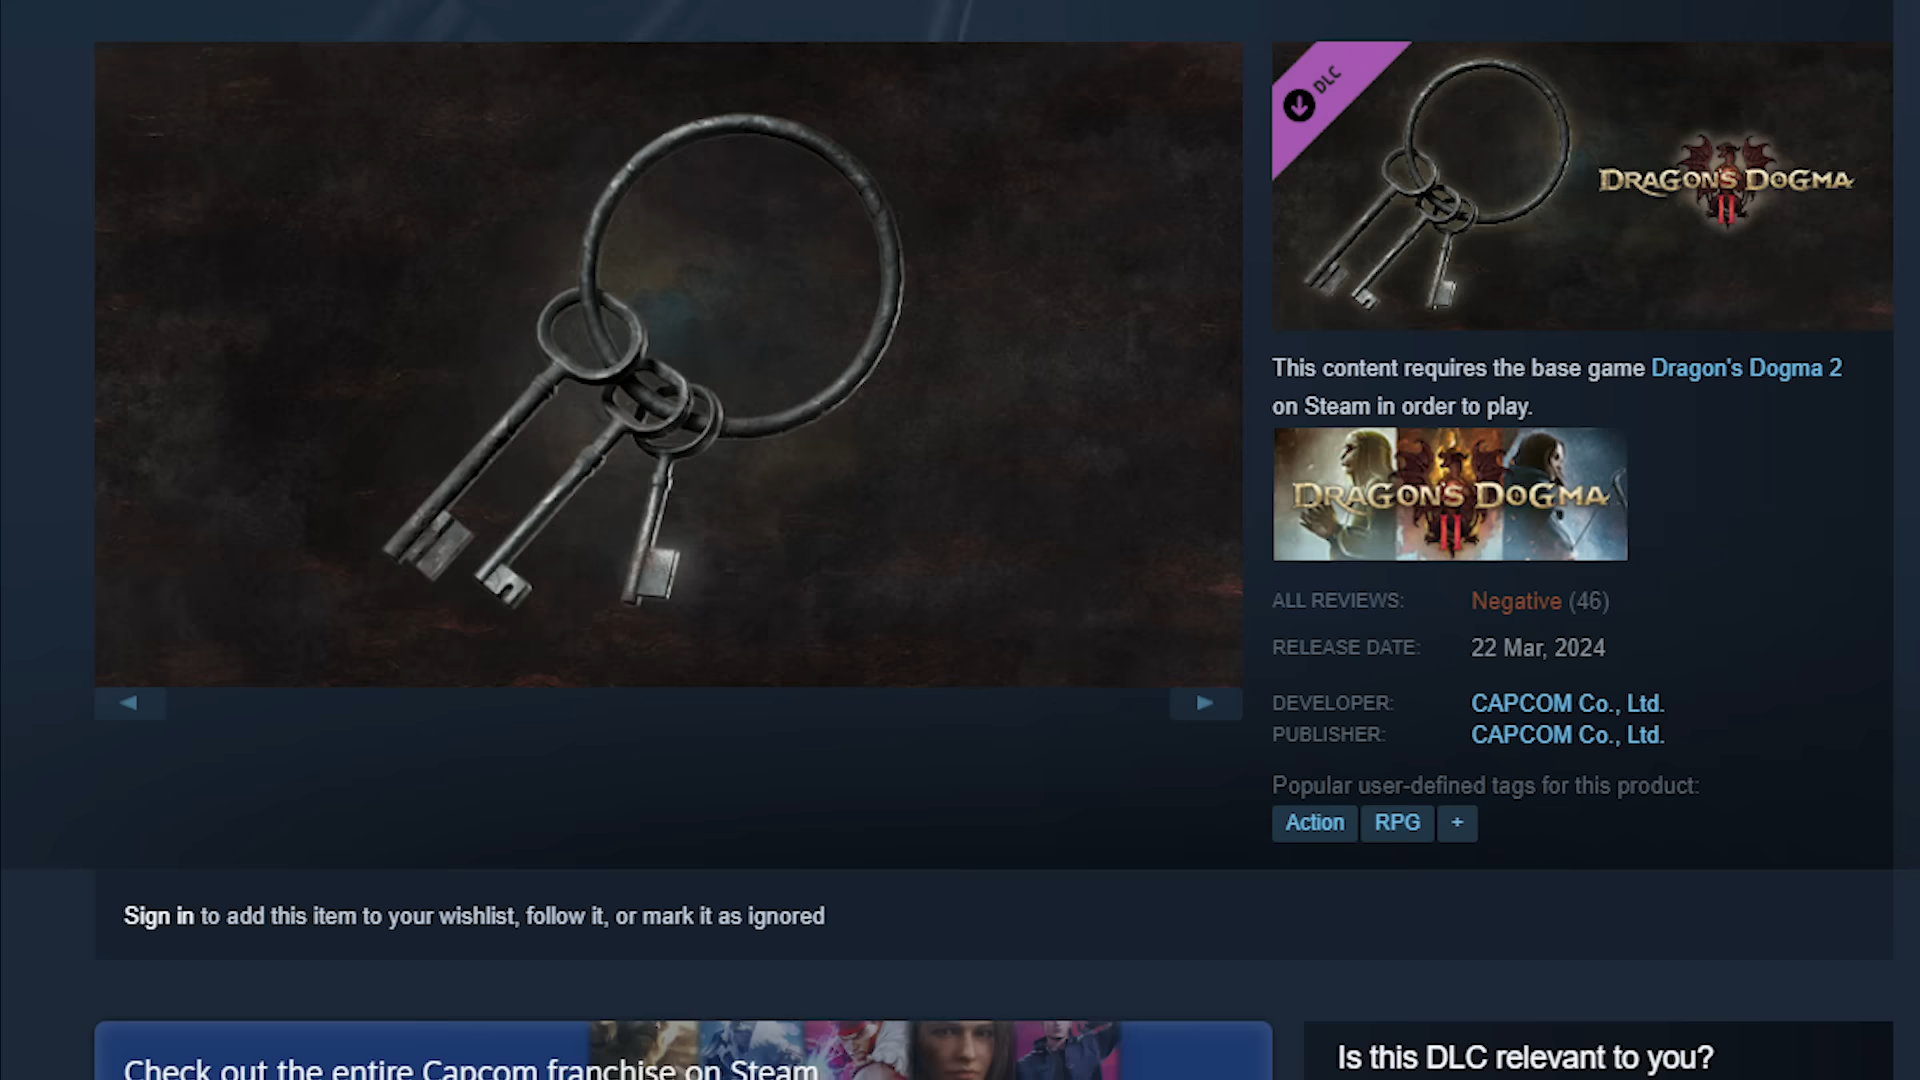 DLC
DRAGON'S DOGMA
II
This content requires the base game Dragon's Dogma 2
on Steam in order to play.
DRAGON'S DOGMA
II
ALL REVIEWS: Negative (46)
RELEASE DATE: 22 Mar, 2024
DEVELOPER: CAPCOM Co., Ltd.
PUBLISHER: CAPCOM Co., Ltd.
Popular user-defined tags for this product:
Action RPG +
Sign in to add this item to your wishlist, follow it, or mark it as ignored
Check out the entire Capcom franchise on Steam
Is this DLC relevant to you?